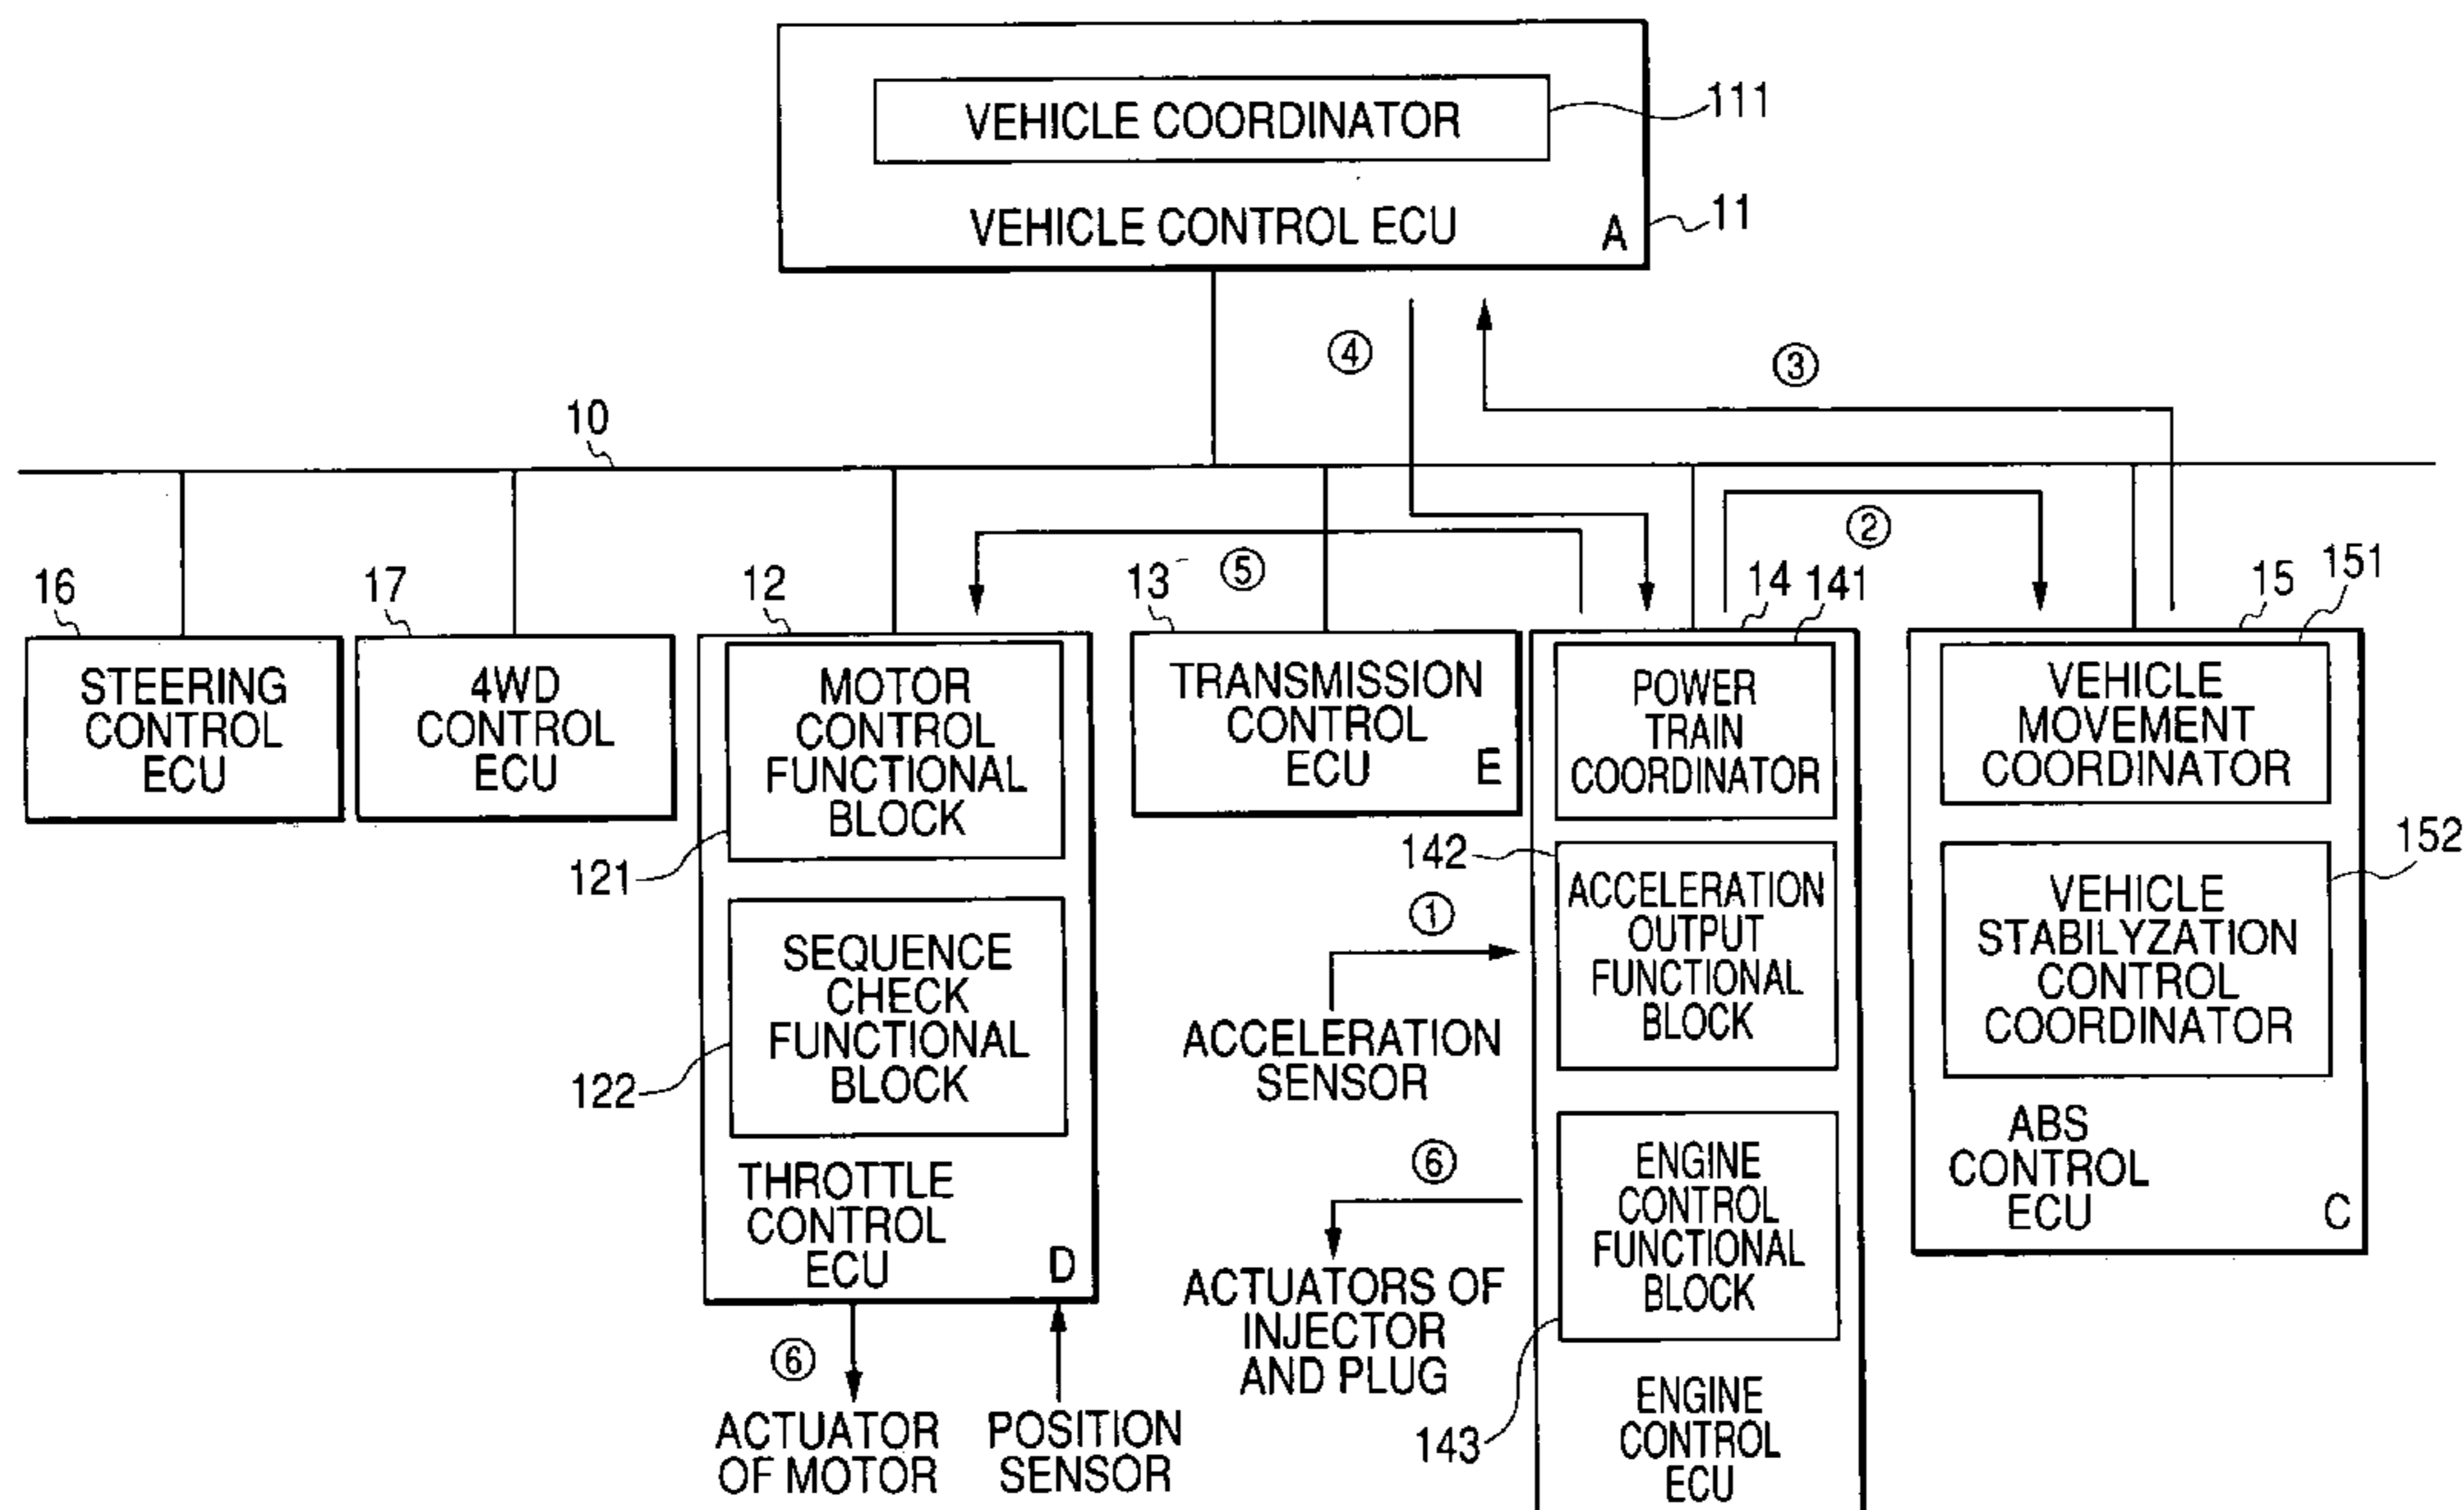 VEHICLE COORDINATOR
111
VEHICLE CONTROL ECU
A
11
④
③
10
②
⑤
16
17
12
13
14
141
15
151
STEERING
CONTROL
ECU
4WD
CONTROL
ECU
MOTOR
CONTROL
FUNCTIONAL
BLOCK
121
SEQUENCE
CHECK
FUNCTIONAL
BLOCK
122
THROTTLE
CONTROL
ECU
D
⑥
ACTUATOR
OF MOTOR
POSITION
SENSOR
TRANSMISSION
CONTROL
ECU
E
①
ACCELERATION
SENSOR
⑥
ACTUATORS OF
INJECTOR
AND PLUG
POWER
TRAIN
COORDINATOR
142
ACCELERATION
OUTPUT
FUNCTIONAL
BLOCK
ENGINE
CONTROL
FUNCTIONAL
BLOCK
143
ENGINE
CONTROL
ECU
VEHICLE
MOVEMENT
COORDINATOR
152
VEHICLE
STABILYZATION
CONTROL
COORDINATOR
ABS
CONTROL
ECU
C